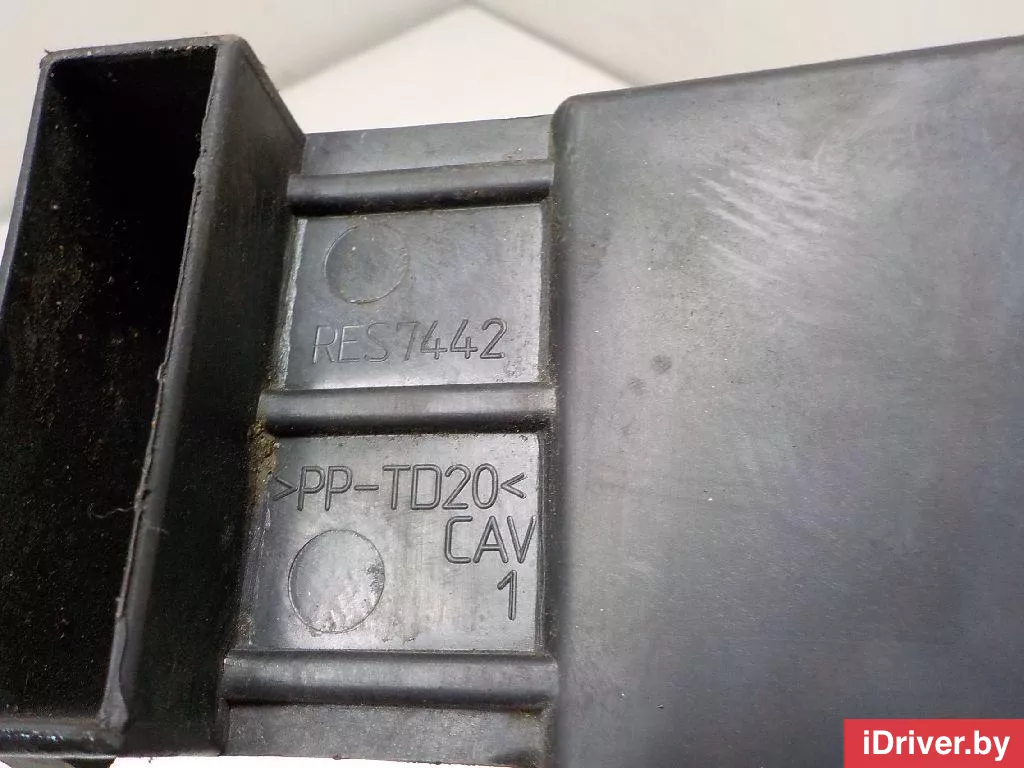 RES7442
>PP-TD20<
CAV
1
iDriver.by